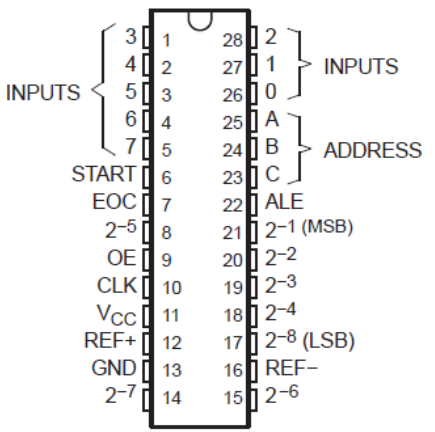 3 1 28 2
4 2 27 1
INPUTS 5 3 26 0 INPUTS
6 4 25 A
7 5 24 B ADDRESS
START 6 23 C
EOC 7 22 ALE
2–5 8 21 2–1 (MSB)
OE 9 20 2–2
CLK 10 19 2–3
VCC 11 18 2–4
REF+ 12 17 2–8 (LSB)
GND 13 16 REF–
2–7 14 15 2–6